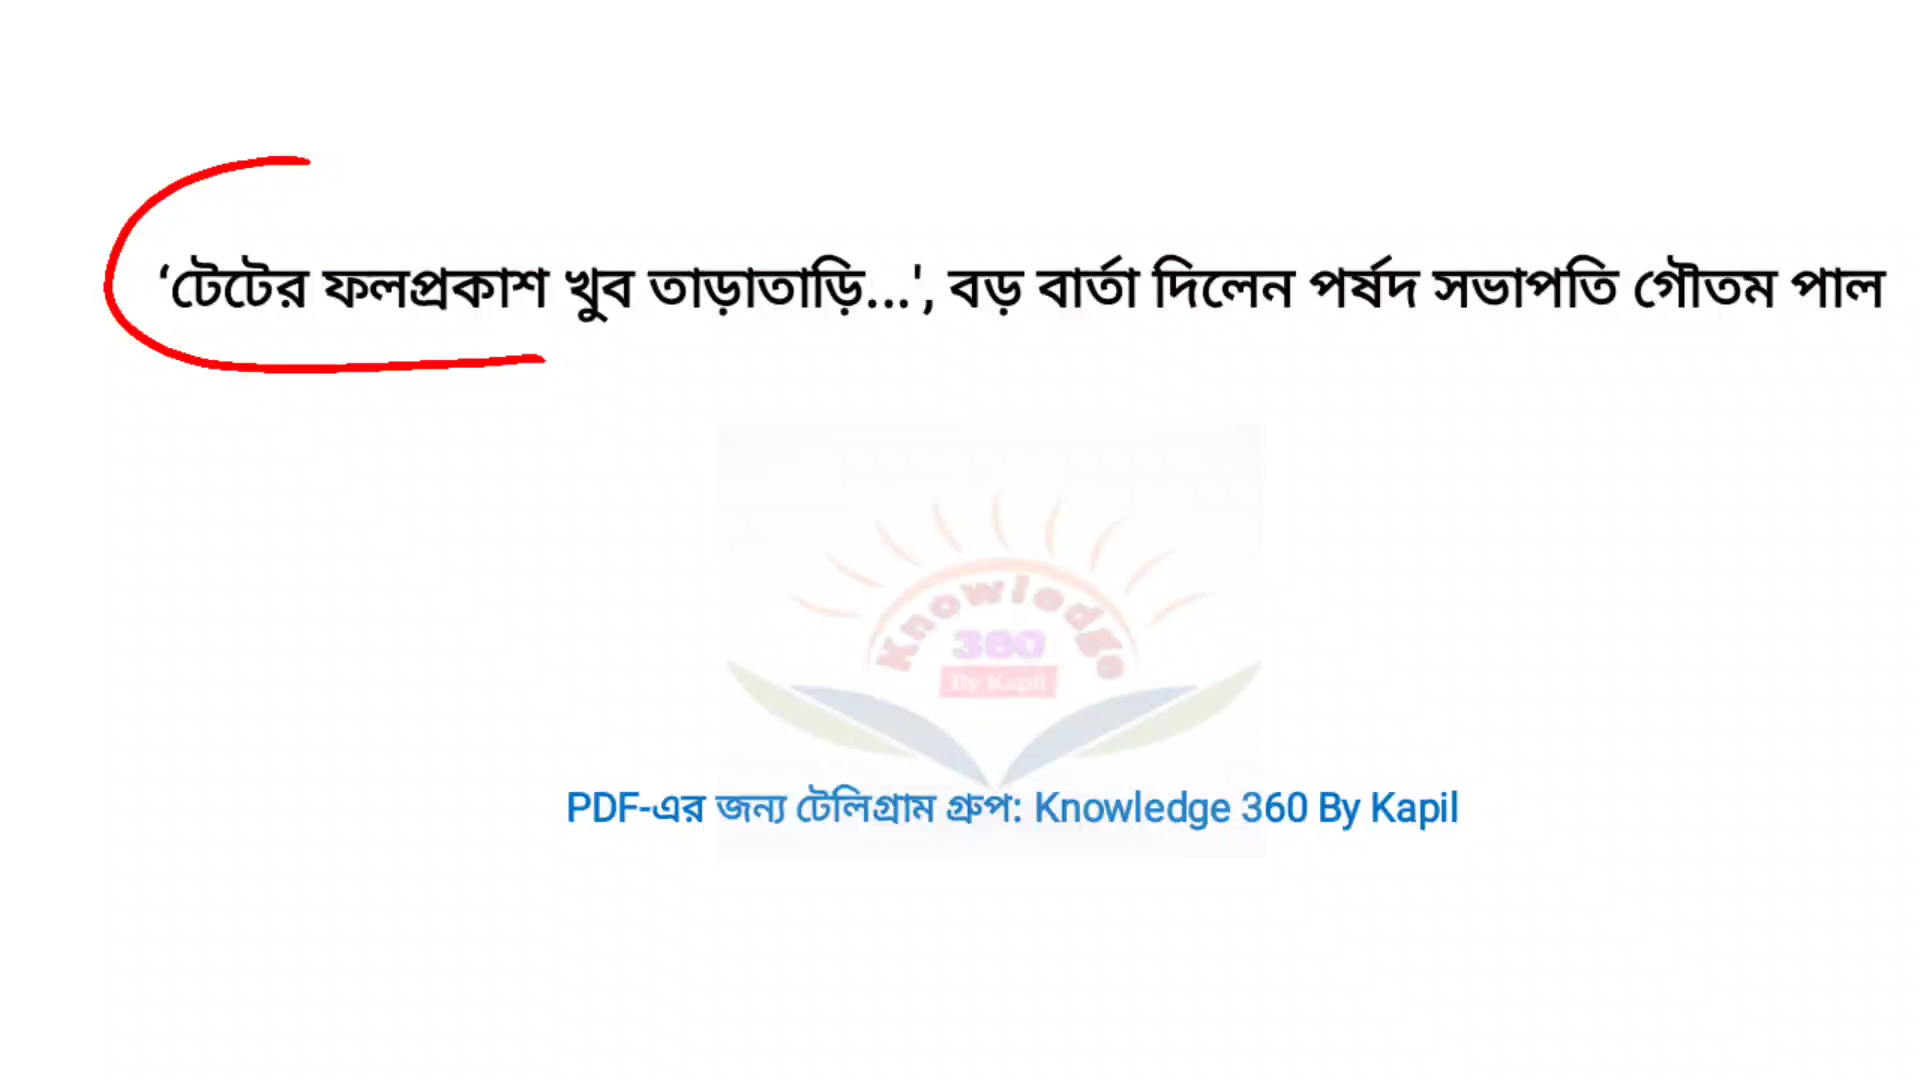 ‘টেটের ফলপ্রকাশ খুব তাড়াতাড়ি...', বড় বার্তা দিলেন পর্ষদ সভাপতি গৌতম পাল
Knowledge
360
By Kapil
PDF-এর জন্য টেলিগ্রাম গ্রুপ: Knowledge 360 By Kapil